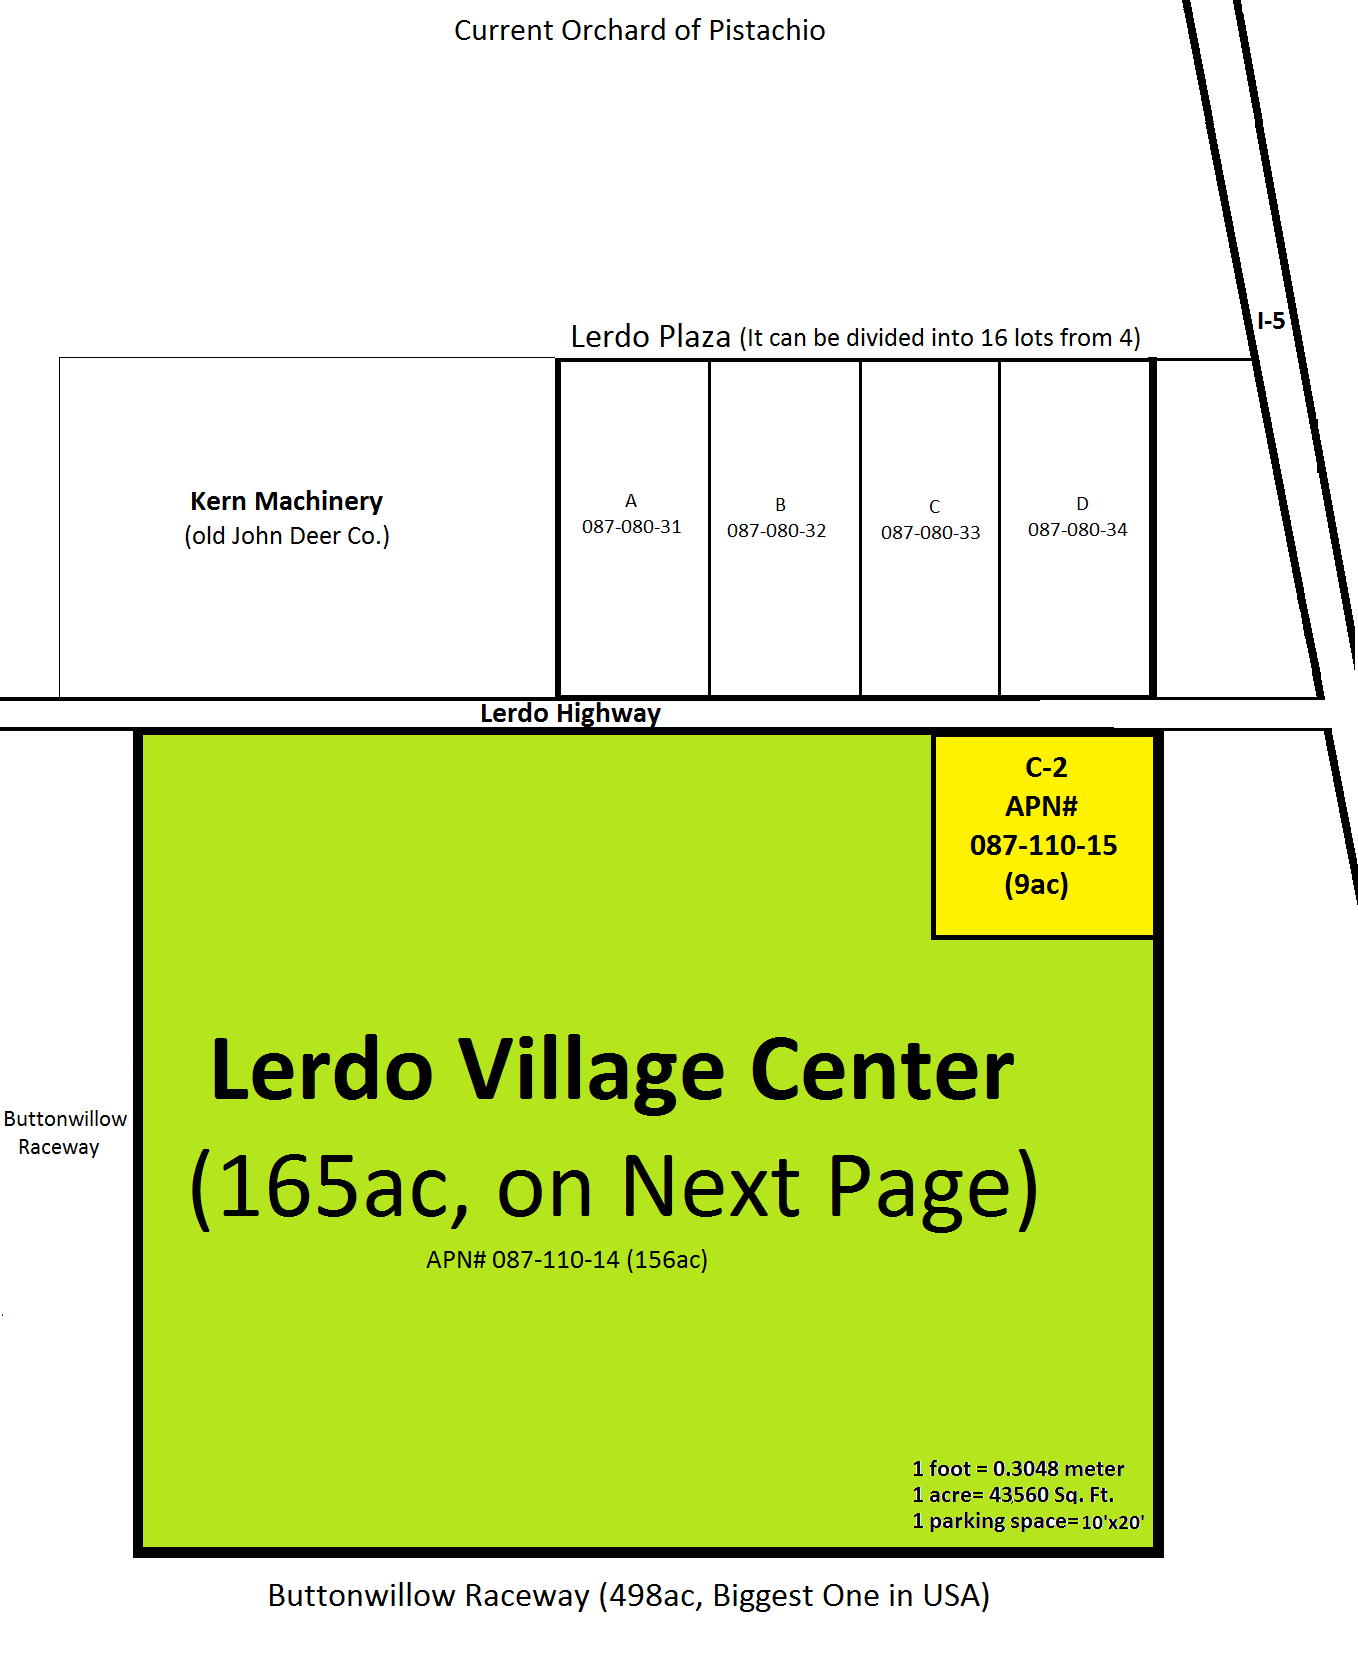 Current Orchard of Pistachio
I-5
Lerdo Plaza (It can be divided into 16 lots from 4)
Kern Machinery
(old John Deer Co.)
A
087-080-31
B
087-080-32
C
087-080-33
D
087-080-34
Lerdo Highway
C-2
APN#
087-110-15
(9ac)
Lerdo Village Center
(165ac, on Next Page)
APN# 087-110-14 (156ac)
Buttonwillow
Raceway
1 foot = 0.3048 meter
1 acre= 43,560 Sq. Ft.
1 parking space=10'x20'
Buttonwillow Raceway (498ac, Biggest One in USA)